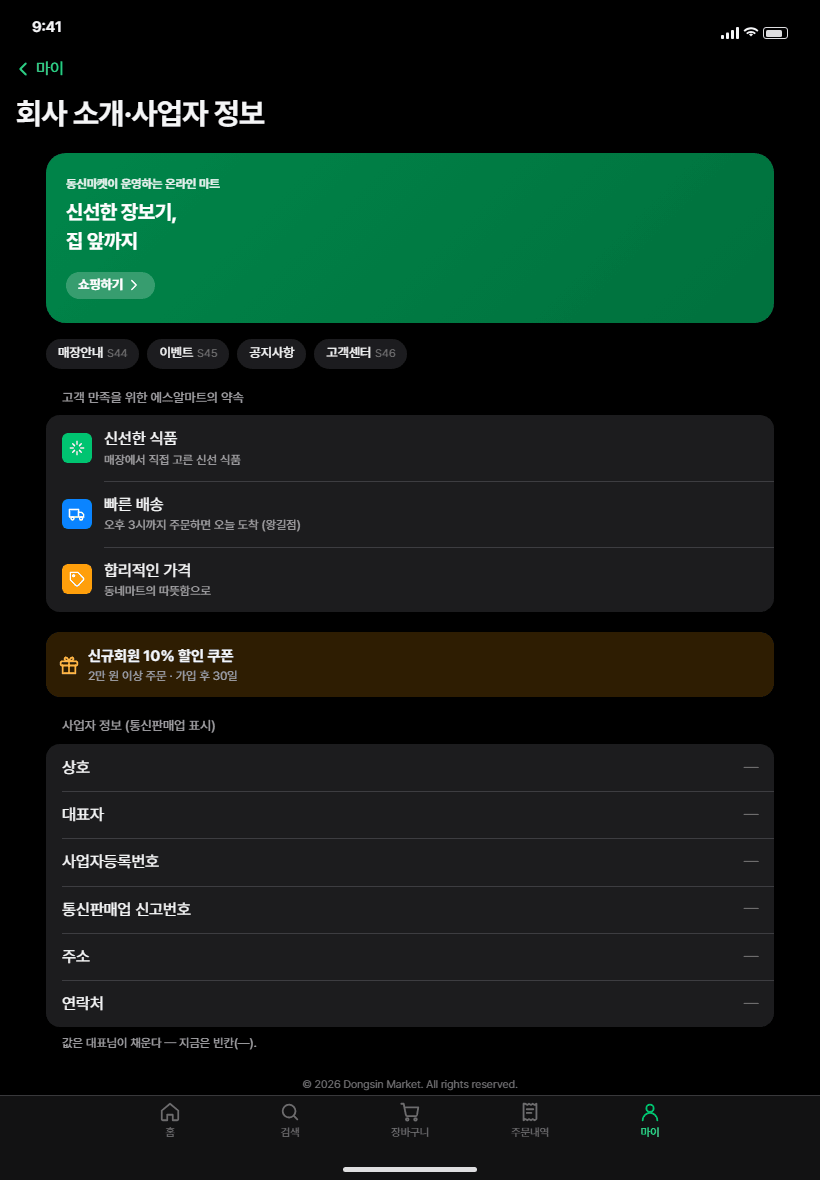 9:41
마이
회사 소개·사업자 정보
동신마켓이 운영하는 온라인 마트
신선한 장보기,
집 앞까지
쇼핑하기
매장안내 S44
이벤트 S45
공지사항
고객센터 S46
고객 만족을 위한 에스알마트의 약속
신선한 식품
매장에서 직접 고른 신선 식품
빠른 배송
오후 3시까지 주문하면 오늘 도착 (왕길점)
합리적인 가격
동네마트의 따뜻함으로
신규회원 10% 할인 쿠폰
2만 원 이상 주문 · 가입 후 30일
사업자 정보 (통신판매업 표시)
상호 —
대표자 —
사업자등록번호 —
통신판매업 신고번호 —
주소 —
연락처 —
값은 대표님이 채운다 — 지금은 빈칸(—).
© 2026 Dongsin Market. All rights reserved.
홈
검색
장바구니
주문내역
마이